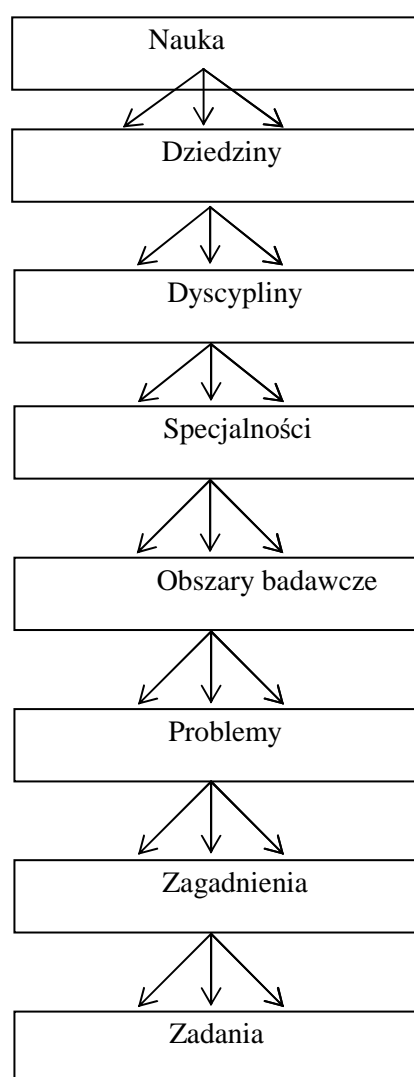 Nauka
Dziedziny
Dyscypliny
Specjalności
Obszary badawcze
Problemy
Zagadnienia
Zadania